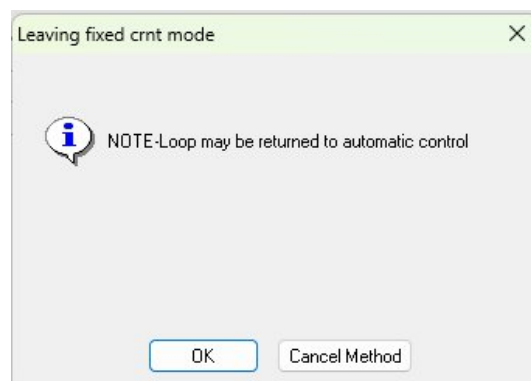 Leaving fixed crnt mode
NOTE-Loop may be returned to automatic control
OK
Cancel Method